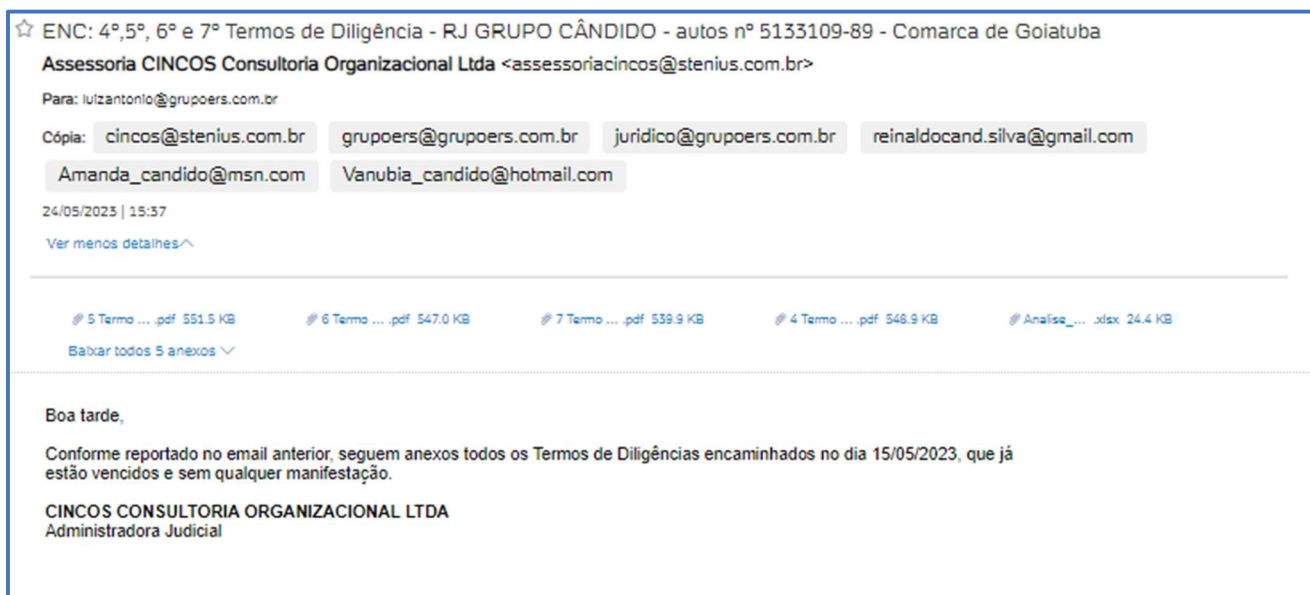 ENC: 4º,5º, 6º e 7º Termos de Diligência - RJ GRUPO CÂNDIDO - autos nº 5133109-89 - Comarca de Goiatuba
Assessoria CINCOS Consultoria Organizacional Ltda <assessoriacincos@stenius.com.br>
Para: luizantonio@grupoers.com.br
Cópia: cincos@stenius.com.br grupoers@grupoers.com.br juridico@grupoers.com.br reinaldocand.silva@gmail.com
Amanda_candido@msn.com Vanubia_candido@hotmail.com
24/05/2023 | 15:37
Ver menos detalhes
5 Termo ... .pdf 551.5 KB 6 Termo ... .pdf 547.0 KB 7 Termo ... .pdf 539.9 KB 4 Termo ... .pdf 546.9 KB Analise_... .xlsx 24.4 KB
Baixar todos 5 anexos
Boa tarde,
Conforme reportado no email anterior, seguem anexos todos os Termos de Diligências encaminhados no dia 15/05/2023, que já
estão vencidos e sem qualquer manifestação.
CINCOS CONSULTORIA ORGANIZACIONAL LTDA
Administradora Judicial